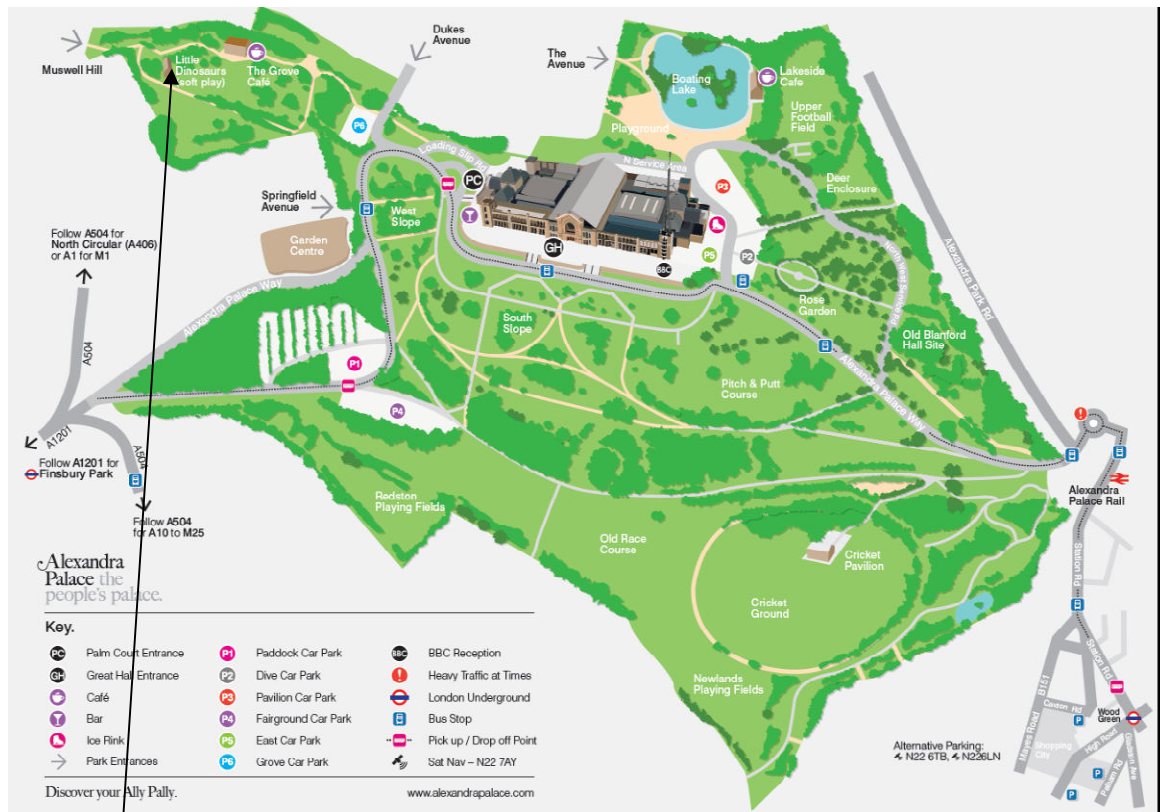 Dukes
Avenue
Muswell Hill
Little
Dinosaurs
(soft play)
The Grove
Café
P6
The
Avenue
Boating
Lake
Lakeside
Cafe
Upper
Football
Field
Playground
Loading Slip Rd
PC
N Service Area
P3
Deer
Enclosure
Springfield
Avenue
West
Slope
GH
BBC
P5
P2
Garden
Centre
Follow A504 for
North Circular (A406)
or A1 for M1
A504
Alexandra Palace Way
North West Service Rd
Alexandra Park Rd
Rose
Garden
South
Slope
Old Blanford
Hall Site
P1
Pitch & Putt
Course
Alexandra Palace Way
P4
A1201
A504
Follow A1201 for
Finsbury Park
Follow A504
for A10 to M25
Redston
Playing Fields
Old Race
Course
Cricket
Pavilion
Cricket
Ground
Alexandra
Palace Rail
Station Rd
Newlands
Playing Fields
Station Rd
B151
Mayes Road
Caxton Rd
Wood
Green
Shopping
City
High Road
Pelham Rd
Gladstone Ave
P
P
P
P
Alternative Parking:
N22 6TB, N226LN
Alexandra
Palace the
people's palace.
Key.
PC Palm Court Entrance
GH Great Hall Entrance
Café
Bar
Ice Rink
Park Entrances
P1 Paddock Car Park
P2 Dive Car Park
P3 Pavilion Car Park
P4 Fairground Car Park
P5 East Car Park
P6 Grove Car Park
BBC BBC Reception
Heavy Traffic at Times
London Underground
Bus Stop
Pick up / Drop off Point
Sat Nav – N22 7AY
Discover your Ally Pally.
www.alexandrapalace.com